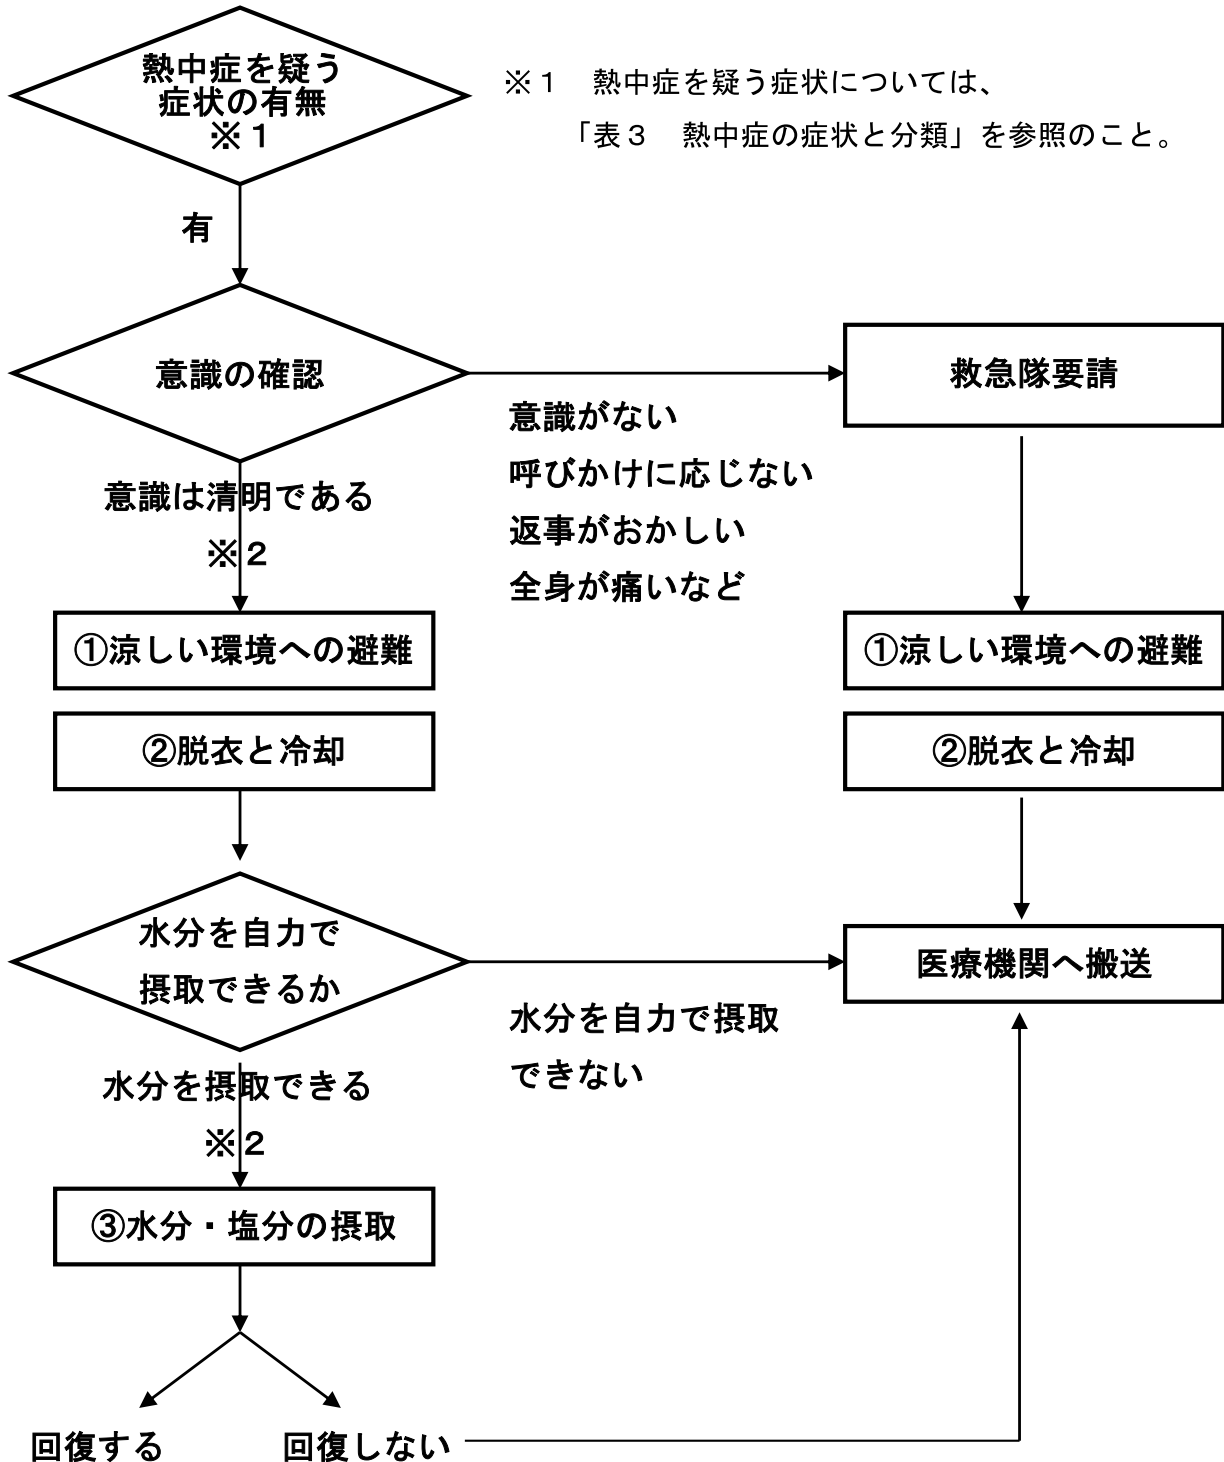 熱中症を疑う
症状の有無
※１
※１　熱中症を疑う症状については、
「表３　熱中症の症状と分類」を参照のこと。
有
意識の確認
救急隊要請
意識がない
呼びかけに応じない
返事がおかしい
全身が痛いなど
意識は清明である
※２
①涼しい環境への避難
①涼しい環境への避難
②脱衣と冷却
②脱衣と冷却
水分を自力で
摂取できるか
医療機関へ搬送
水分を自力で摂取
できない
水分を摂取できる
※２
③水分・塩分の摂取
回復する
回復しない